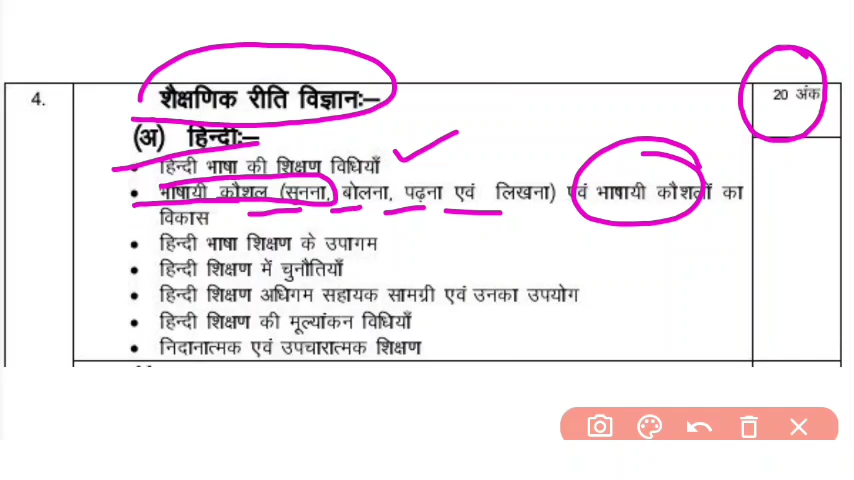 4. शैक्षणिक रीति विज्ञानः– 20 अंक
(अ) हिन्दीः–
• हिन्दी भाषा की शिक्षण विधियाँ
• भाषायी कौशल (सुनना, बोलना, पढ़ना एवं लिखना) एवं भाषायी कौशलों का
विकास
• हिन्दी भाषा शिक्षण के उपागम
• हिन्दी शिक्षण में चुनौतियाँ
• हिन्दी शिक्षण अधिगम सहायक सामग्री एवं उनका उपयोग
• हिन्दी शिक्षण की मूल्यांकन विधियाँ
• निदानात्मक एवं उपचारात्मक शिक्षण